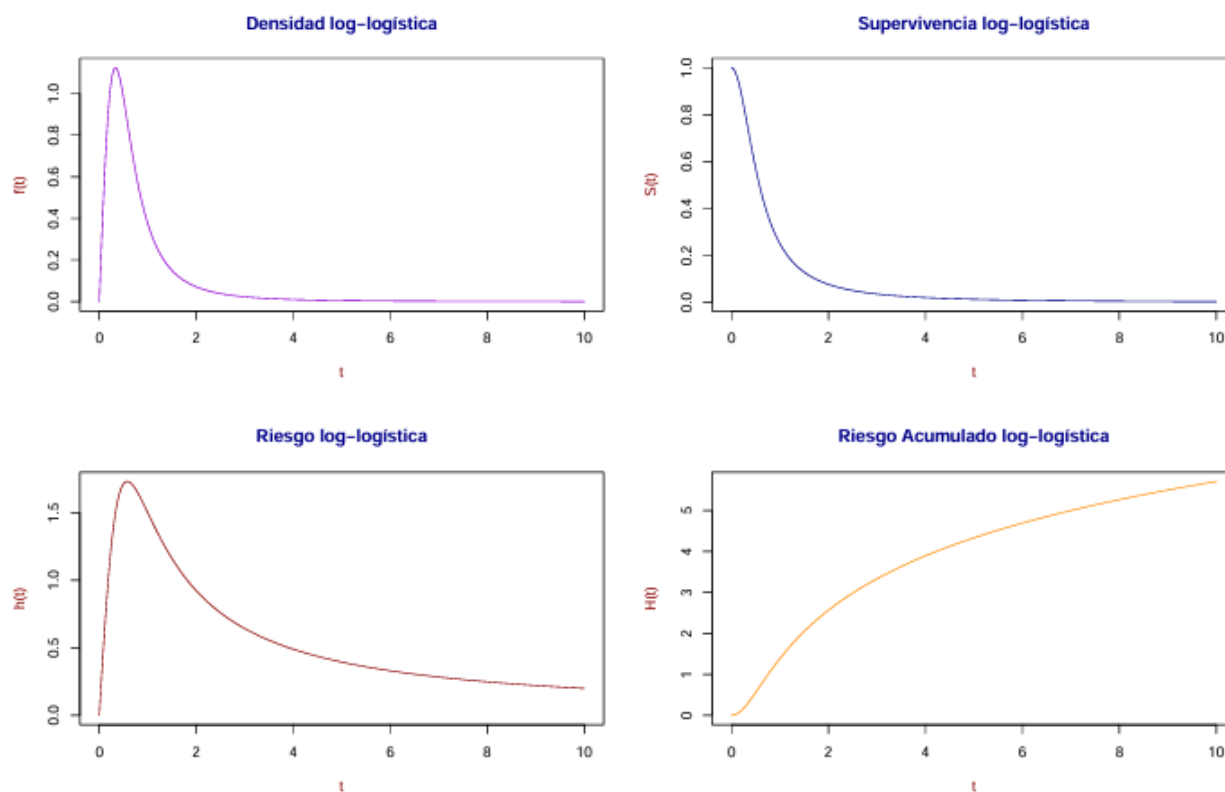 Densidad log–logística
f(t)
0.0 0.2 0.4 0.6 0.8 1.0
0 2 4 6 8 10
t
Supervivencia log–logística
S(t)
0.0 0.2 0.4 0.6 0.8 1.0
0 2 4 6 8 10
t
Riesgo log–logística
h(t)
0.0 0.5 1.0 1.5
0 2 4 6 8 10
t
Riesgo Acumulado log–logística
H(t)
0 1 2 3 4 5
0 2 4 6 8 10
t